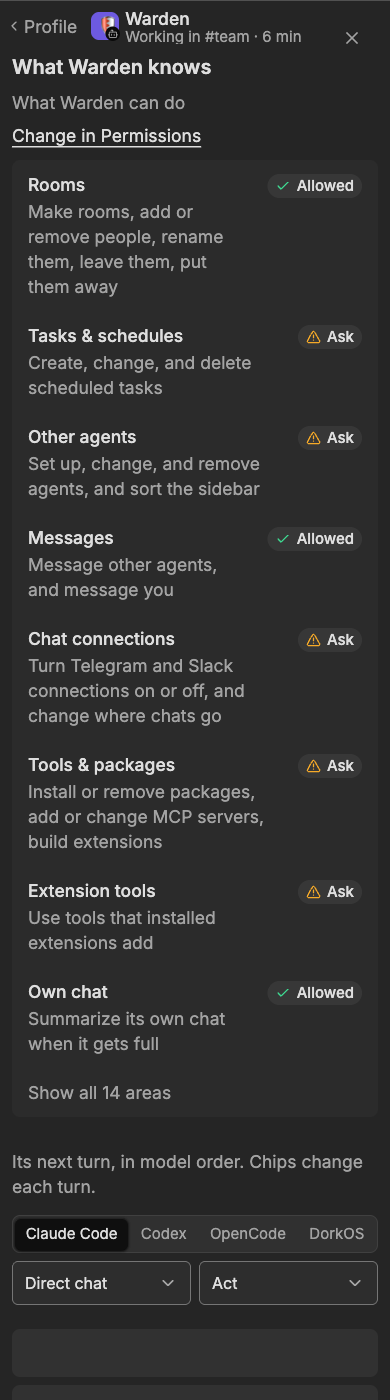 Profile
Warden
Working in #team · 6 min
What Warden knows
What Warden can do
Change in Permissions
Rooms
Allowed
Make rooms, add or
remove people, rename
them, leave them, put
them away
Tasks & schedules
Ask
Create, change, and delete
scheduled tasks
Other agents
Ask
Set up, change, and remove
agents, and sort the sidebar
Messages
Allowed
Message other agents,
and message you
Chat connections
Ask
Turn Telegram and Slack
connections on or off, and
change where chats go
Tools & packages
Ask
Install or remove packages,
add or change MCP servers,
build extensions
Extension tools
Ask
Use tools that installed
extensions add
Own chat
Allowed
Summarize its own chat
when it gets full
Show all 14 areas
Its next turn, in model order. Chips change
each turn.
Claude Code
Codex
OpenCode
DorkOS
Direct chat
Act